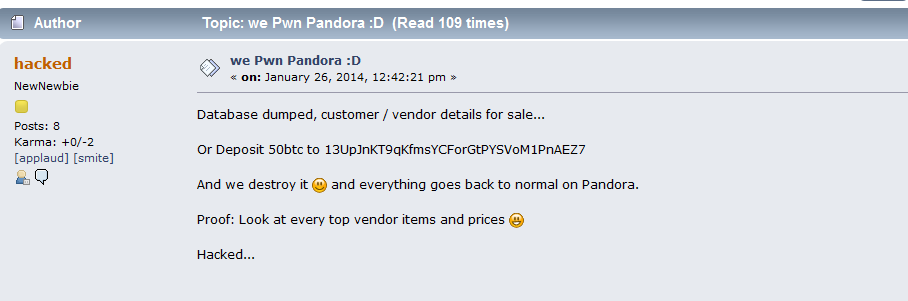 Author Topic: we Pwn Pandora :D (Read 109 times)
hacked
NewNewbie
Posts: 8
Karma: +0/-2
[applaud] [smite]
we Pwn Pandora :D
« on: January 26, 2014, 12:42:21 pm »
Database dumped, customer / vendor details for sale...
Or Deposit 50btc to 13UpJnKT9qKfmsYCForGtPYSVoM1PnAEZ7
And we destroy it and everything goes back to normal on Pandora.
Proof: Look at every top vendor items and prices
Hacked...